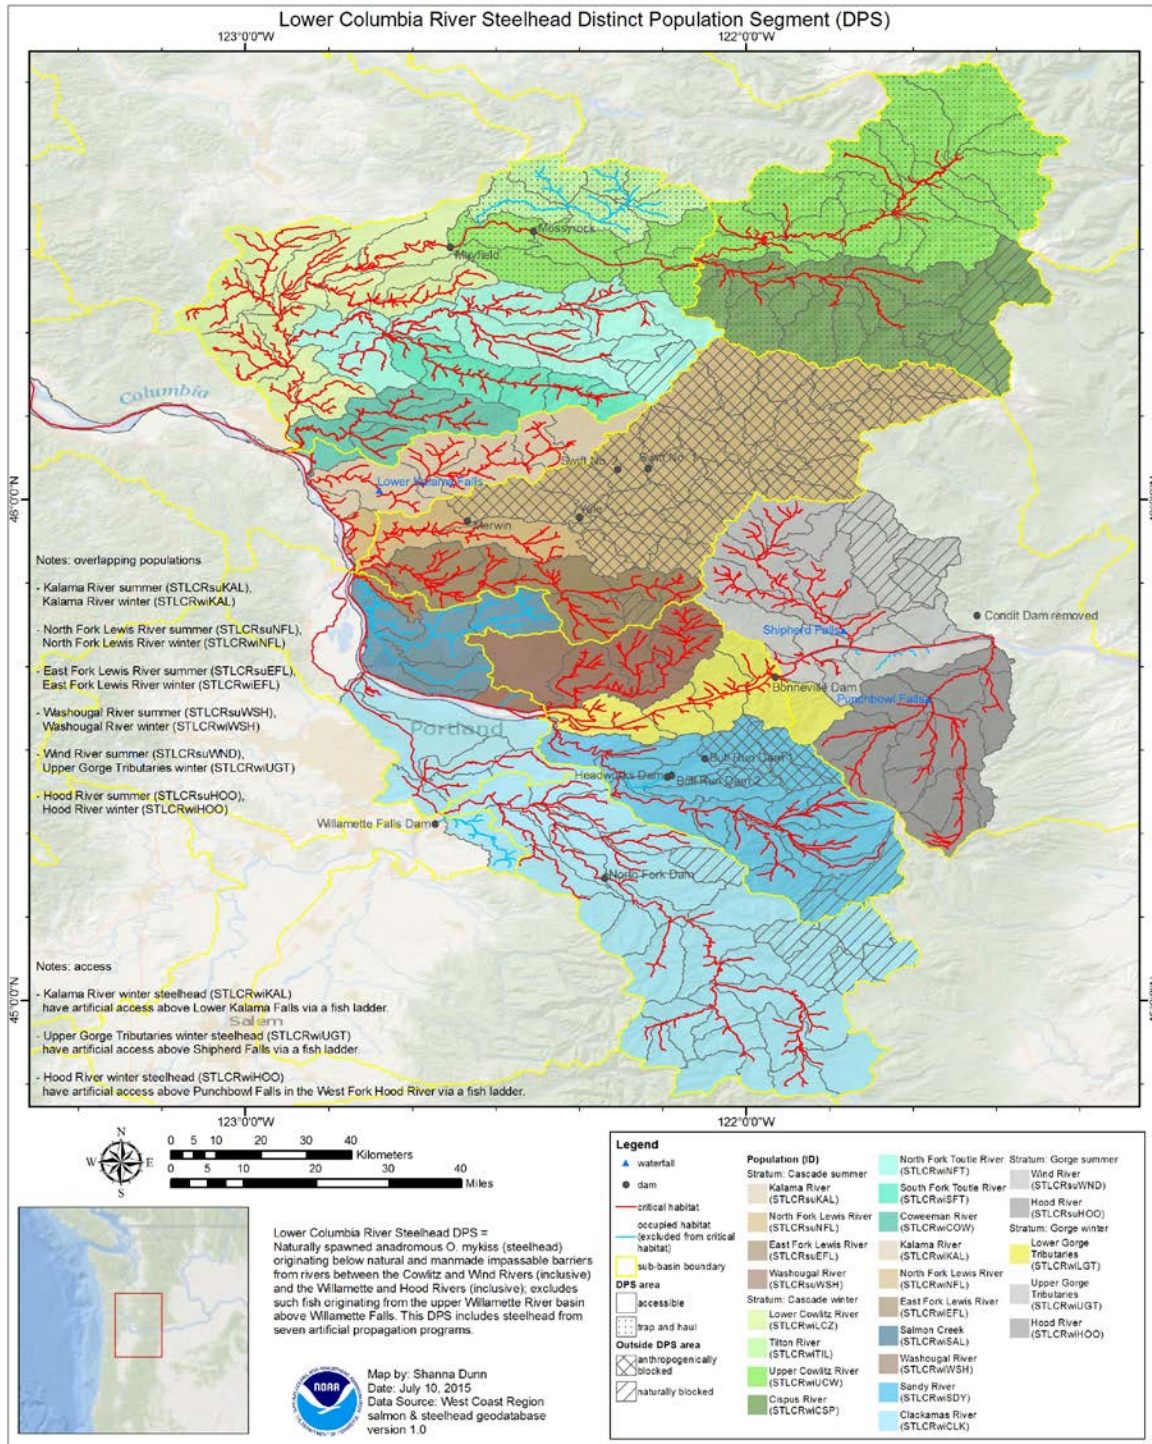 Lower Columbia River Steelhead Distinct Population Segment (DPS)
123°0'0"W
122°0'0"W
Mossyrock
Mayfield
Columbia
Swift No. 2
Swift No. 1
Lower Kalama Falls
46°0'0"N
Yale
Merwin
Notes: overlapping populations
- Kalama River summer (STLCRsuKAL),
Kalama River winter (STLCRwiKAL)
- North Fork Lewis River summer (STLCRsuNFL),
North Fork Lewis River winter (STLCRwiNFL)
- East Fork Lewis River summer (STLCRsuEFL),
East Fork Lewis River winter (STLCRwiEFL)
- Washougal River summer (STLCRsuWSH),
Washougal River winter (STLCRwiWSH)
- Wind River summer (STLCRsuWND),
Upper Gorge Tributaries winter (STLCRwiUGT)
- Hood River summer (STLCRsuHOO),
Hood River winter (STLCRwiHOO)
Condit Dam removed
Shipherd Falls
Bonneville Dam
Punchbowl Falls
Portland
Bull Run Dam 1
Headworks Dam
Bull Run Dam 2
Willamette Falls Dam
North Fork Dam
Notes: access
- Kalama River winter steelhead (STLCRwiKAL)
have artificial access above Lower Kalama Falls via a fish ladder.
Salem
- Upper Gorge Tributaries winter steelhead (STLCRwiUGT)
have artificial access above Shipherd Falls via a fish ladder.
- Hood River winter steelhead (STLCRwiHOO)
have artificial access above Punchbowl Falls in the West Fork Hood River via a fish ladder.
45°0'0"N
123°0'0"W
122°0'0"W
N
W E
S
0 5 10 20 30 40
Kilometers
0 5 10 20 30 40
Miles
Lower Columbia River Steelhead DPS =
Naturally spawned anadromous O. mykiss (steelhead)
originating below natural and manmade impassable barriers
from rivers between the Cowlitz and Wind Rivers (inclusive)
and the Willamette and Hood Rivers (inclusive); excludes
such fish originating from the upper Willamette River basin
above Willamette Falls. This DPS includes steelhead from
seven artificial propagation programs.
NOAA
Map by: Shanna Dunn
Date: July 10, 2015
Data Source: West Coast Region
salmon & steelhead geodatabase
version 1.0
Legend
waterfall
dam
critical habitat
occupied habitat
(excluded from critical
habitat)
sub-basin boundary
DPS area
accessible
trap and haul
Outside DPS area
anthropogenically
blocked
naturally blocked
Population (ID)
Stratum: Cascade summer
Kalama River
(STLCRsuKAL)
North Fork Lewis River
(STLCRsuNFL)
East Fork Lewis River
(STLCRsuEFL)
Washougal River
(STLCRsuWSH)
Stratum: Cascade winter
Lower Cowlitz River
(STLCRwiLCZ)
Tilton River
(STLCRwiTIL)
Upper Cowlitz River
(STLCRwiUCW)
Cispus River
(STLCRwiCSP)
North Fork Toutle River
(STLCRwiNFT)
South Fork Toutle River
(STLCRwiSFT)
Coweeman River
(STLCRwiCOW)
Kalama River
(STLCRwiKAL)
North Fork Lewis River
(STLCRwiNFL)
East Fork Lewis River
(STLCRwiEFL)
Salmon Creek
(STLCRwiSAL)
Washougal River
(STLCRwiWSH)
Sandy River
(STLCRwiSDY)
Clackamas River
(STLCRwiCLK)
Stratum: Gorge summer
Wind River
(STLCRsuWND)
Hood River
(STLCRsuHOO)
Stratum: Gorge winter
Lower Gorge
Tributaries
(STLCRwiLGT)
Upper Gorge
Tributaries
(STLCRwiUGT)
Hood River
(STLCRwiHOO)